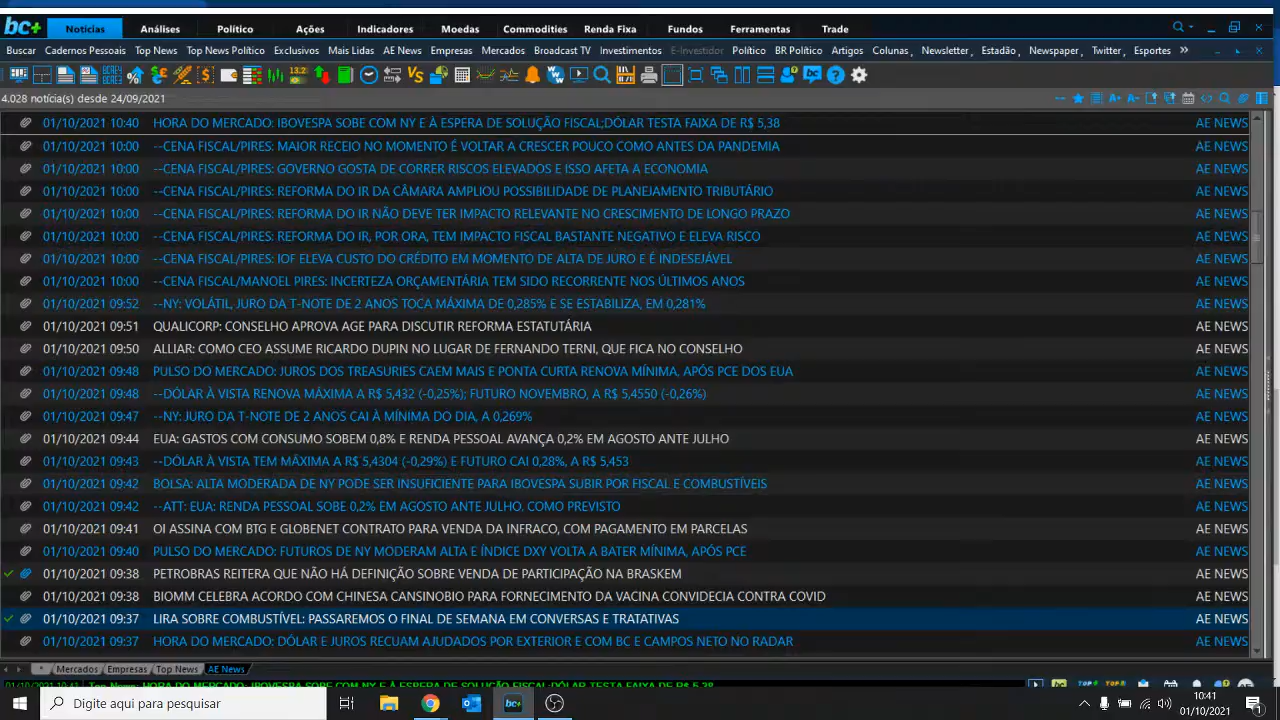 bc+ Notícias Análises Político Ações Indicadores Moedas Commodities Renda Fixa Fundos Ferramentas Trade
Buscar Cadernos Pessoais Top News Top News Político Exclusivos Mais Lidas AE News Empresas Mercados Broadcast TV Investimentos E-Investidor Político BR Político Artigos Colunas Newsletter Estadão Newspaper Twitter Esportes
4.028 notícia(s) desde 24/09/2021
01/10/2021 10:40 HORA DO MERCADO: IBOVESPA SOBE COM NY E À ESPERA DE SOLUÇÃO FISCAL;DÓLAR TESTA FAIXA DE R$ 5,38 AE NEWS
01/10/2021 10:00 --CENA FISCAL/PIRES: MAIOR RECEIO NO MOMENTO É VOLTAR A CRESCER POUCO COMO ANTES DA PANDEMIA AE NEWS
01/10/2021 10:00 --CENA FISCAL/PIRES: GOVERNO GOSTA DE CORRER RISCOS ELEVADOS E ISSO AFETA A ECONOMIA AE NEWS
01/10/2021 10:00 --CENA FISCAL/PIRES: REFORMA DO IR DA CÂMARA AMPLIOU POSSIBILIDADE DE PLANEJAMENTO TRIBUTÁRIO AE NEWS
01/10/2021 10:00 --CENA FISCAL/PIRES: REFORMA DO IR NÃO DEVE TER IMPACTO RELEVANTE NO CRESCIMENTO DE LONGO PRAZO AE NEWS
01/10/2021 10:00 --CENA FISCAL/PIRES: REFORMA DO IR, POR ORA, TEM IMPACTO FISCAL BASTANTE NEGATIVO E ELEVA RISCO AE NEWS
01/10/2021 10:00 --CENA FISCAL/PIRES: IOF ELEVA CUSTO DO CRÉDITO EM MOMENTO DE ALTA DE JURO E É INDESEJÁVEL AE NEWS
01/10/2021 10:00 --CENA FISCAL/MANOEL PIRES: INCERTEZA ORÇAMENTÁRIA TEM SIDO RECORRENTE NOS ÚLTIMOS ANOS AE NEWS
01/10/2021 09:52 --NY: VOLÁTIL, JURO DA T-NOTE DE 2 ANOS TOCA MÁXIMA DE 0,285% E SE ESTABILIZA, EM 0,281% AE NEWS
01/10/2021 09:51 QUALICORP: CONSELHO APROVA AGE PARA DISCUTIR REFORMA ESTATUTÁRIA AE NEWS
01/10/2021 09:50 ALLIAR: COMO CEO ASSUME RICARDO DUPIN NO LUGAR DE FERNANDO TERNI, QUE FICA NO CONSELHO AE NEWS
01/10/2021 09:48 PULSO DO MERCADO: JUROS DOS TREASURIES CAEM MAIS E PONTA CURTA RENOVA MÍNIMA, APÓS PCE DOS EUA AE NEWS
01/10/2021 09:48 --DÓLAR À VISTA RENOVA MÁXIMA A R$ 5,432 (-0,25%); FUTURO NOVEMBRO, A R$ 5,4550 (-0,26%) AE NEWS
01/10/2021 09:47 --NY: JURO DA T-NOTE DE 2 ANOS CAI À MÍNIMA DO DIA, A 0,269% AE NEWS
01/10/2021 09:44 EUA: GASTOS COM CONSUMO SOBEM 0,8% E RENDA PESSOAL AVANÇA 0,2% EM AGOSTO ANTE JULHO AE NEWS
01/10/2021 09:43 --DÓLAR À VISTA TEM MÁXIMA A R$ 5,4304 (-0,29%) E FUTURO CAI 0,28%, A R$ 5,453 AE NEWS
01/10/2021 09:42 BOLSA: ALTA MODERADA DE NY PODE SER INSUFICIENTE PARA IBOVESPA SUBIR POR FISCAL E COMBUSTÍVEIS AE NEWS
01/10/2021 09:42 --ATT: EUA: RENDA PESSOAL SOBE 0,2% EM AGOSTO ANTE JULHO, COMO PREVISTO AE NEWS
01/10/2021 09:41 OI ASSINA COM BTG E GLOBENET CONTRATO PARA VENDA DA INFRACO, COM PAGAMENTO EM PARCELAS AE NEWS
01/10/2021 09:40 PULSO DO MERCADO: FUTUROS DE NY MODERAM ALTA E ÍNDICE DXY VOLTA A BATER MÍNIMA, APÓS PCE AE NEWS
01/10/2021 09:38 PETROBRAS REITERA QUE NÃO HÁ DEFINIÇÃO SOBRE VENDA DE PARTICIPAÇÃO NA BRASKEM AE NEWS
01/10/2021 09:38 BIOMM CELEBRA ACORDO COM CHINESA CANSINOBIO PARA FORNECIMENTO DA VACINA CONVIDECIA CONTRA COVID AE NEWS
01/10/2021 09:37 LIRA SOBRE COMBUSTÍVEL: PASSAREMOS O FINAL DE SEMANA EM CONVERSAS E TRATATIVAS AE NEWS
01/10/2021 09:37 HORA DO MERCADO: DÓLAR E JUROS RECUAM AJUDADOS POR EXTERIOR E COM BC E CAMPOS NETO NO RADAR AE NEWS
* Mercados Empresas Top News AE News
01/10/2021 10:41 Top News: HORA DO MERCADO: IBOVESPA SOBE COM NY E À ESPERA DE SOLUÇÃO FISCAL;DÓLAR TESTA FAIXA DE R$ 5,38
Digite aqui para pesquisar bc+ 10:41
01/10/2021